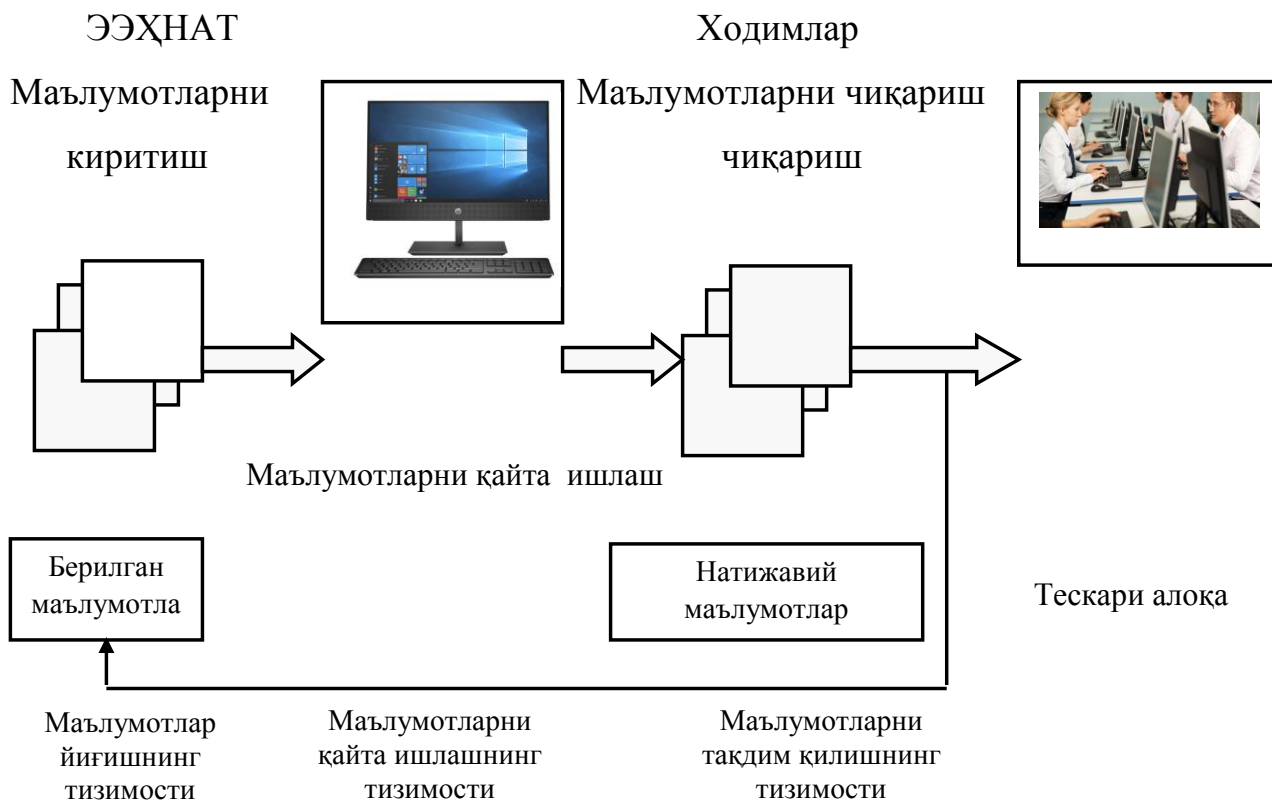 ЭЭҲНАТ
Ходимлар
Маълумотларни
киритиш
Маълумотларни чиқариш
чиқариш
Маълумотларни қайта ишлаш
Берилган
маълумотла
Натижавий
маълумотлар
Тескари алоқа
Маълумотлар
йиғишнинг
тизимости
Маълумотларни
қайта ишлашнинг
тизимости
Маълумотларни
тақдим қилишнинг
тизимости